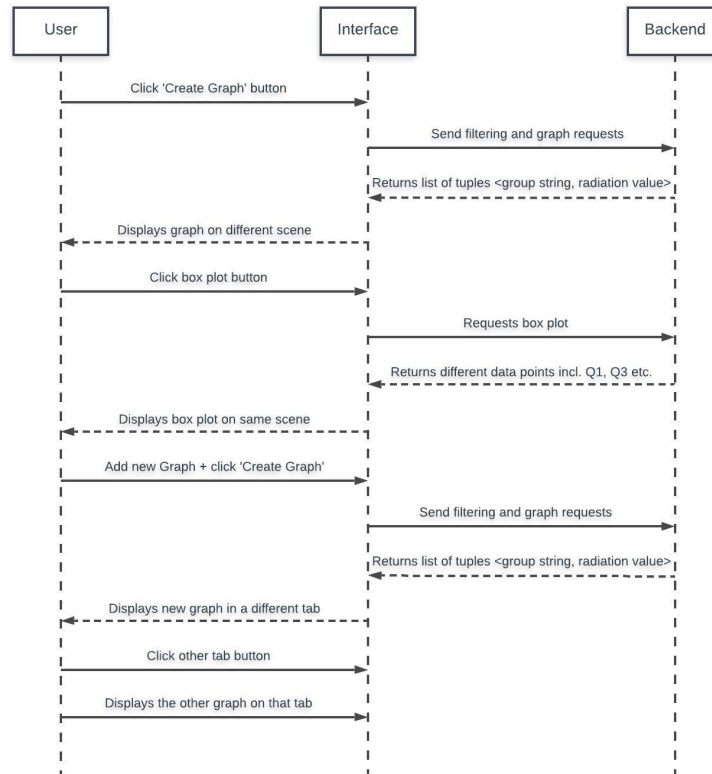 User
Interface
Backend
Click 'Create Graph' button
Send filtering and graph requests
Returns list of tuples <group string, radiation value>
Displays graph on different scene
Click box plot button
Requests box plot
Returns different data points incl. Q1, Q3 etc.
Displays box plot on same scene
Add new Graph + click 'Create Graph'
Send filtering and graph requests
Returns list of tuples <group string, radiation value>
Displays new graph in a different tab
Click other tab button
Displays the other graph on that tab